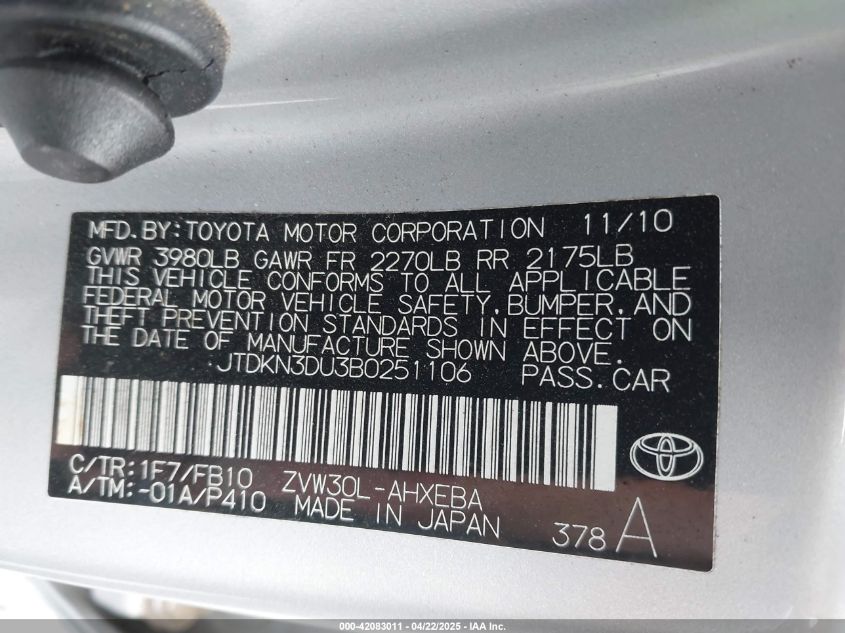 MFD.BY:TOYOTA MOTOR CORPORATION 11/10
GVWR 3980LB GAWR FR 2270LB RR 2175LB
THIS VEHICLE CONFORMS TO ALL APPLICABLE
FEDERAL MOTOR VEHICLE SAFETY,BUMPER,AND
THEFT PREVENTION STANDARDS IN EFFECT ON
THE DATE OF MANUFACTURE SHOWN ABOVE.
:JTDKN3DU3B0251106 PASS.CAR
C/TR:1F7/FB10 ZVW30L-AHXEBA
A/TM:-01A/P410 MADE IN JAPAN 378 A
000-42083011 - 04/22/2025 - IAA Inc.